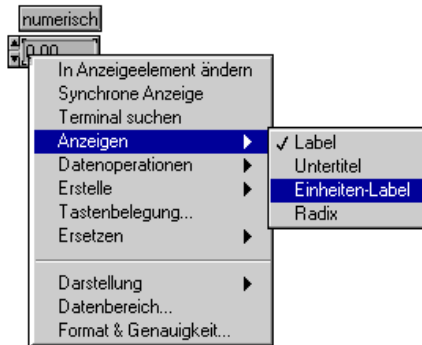 numerisch
0.00
In Anzeigeelement ändern
Synchrone Anzeige
Terminal suchen
Anzeigen
Datenoperationen
Erstelle
Tastenbelegung...
Ersetzen
Darstellung
Datenbereich...
Format & Genauigkeit...
Label
Untertitel
Einheiten-Label
Radix